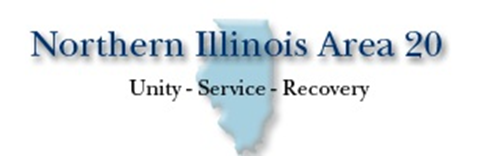 Northern Illinois Area 20
Unity - Service - Recovery